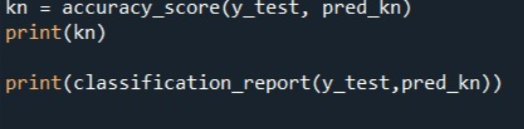 kn = accuracy_score(y_test, pred_kn)
print(kn)
print(classification_report(y_test,pred_kn))